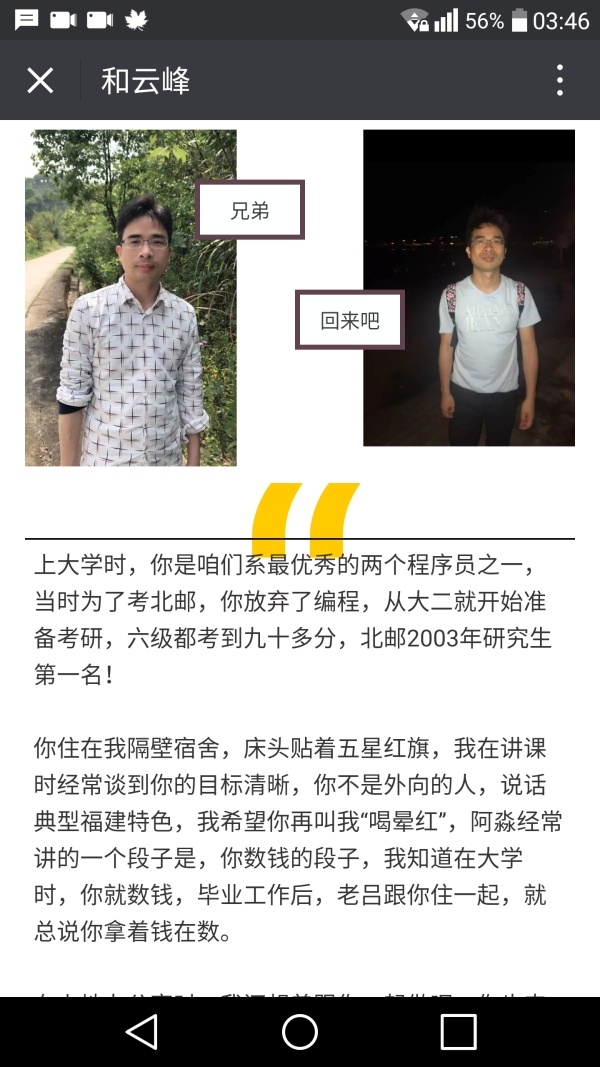 56% 03:46
和云峰
兄弟
回来吧
上大学时，你是咱们系最优秀的两个程序员之一，
当时为了考北邮，你放弃了编程，从大二就开始准
备考研，六级都考到九十多分，北邮2003年研究生
第一名！
你住在我隔壁宿舍，床头贴着五星红旗，我在讲课
时经常谈到你的目标清晰，你不是外向的人，说话
典型福建特色，我希望你再叫我“喝晕红”，阿淼经常
讲的一个段子是，你数钱的段子，我知道在大学
时，你就数钱，毕业工作后，老吕跟你住一起，就
总说你拿着钱在数。